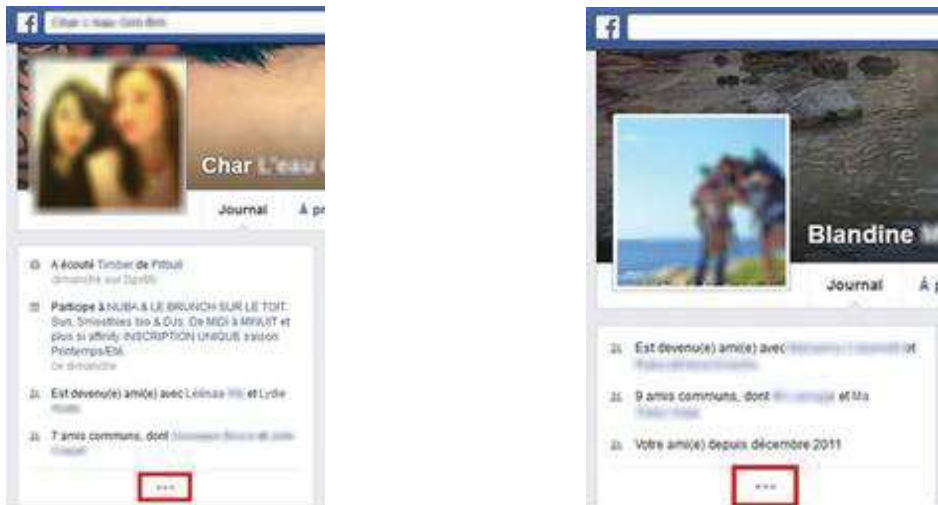 f
Char
Journal À pr
A écouté Timber de Pitbull
dimanche sur Spotify
Participe à NUBA & LE BRUNCH SUR LE TOIT:
Sun, Smoothies bio & DJs. De MIDI à MINUIT et
plus si affinity. INSCRIPTION UNIQUE saison
Printemps/Eté.
ce dimanche
Est devenu(e) ami(e) avec et Lydie
7 amis communs, dont
...
f
Blandine
Journal À p
Est devenu(e) ami(e) avec et
9 amis communs, dont et Ma
Votre ami(e) depuis décembre 2011
...